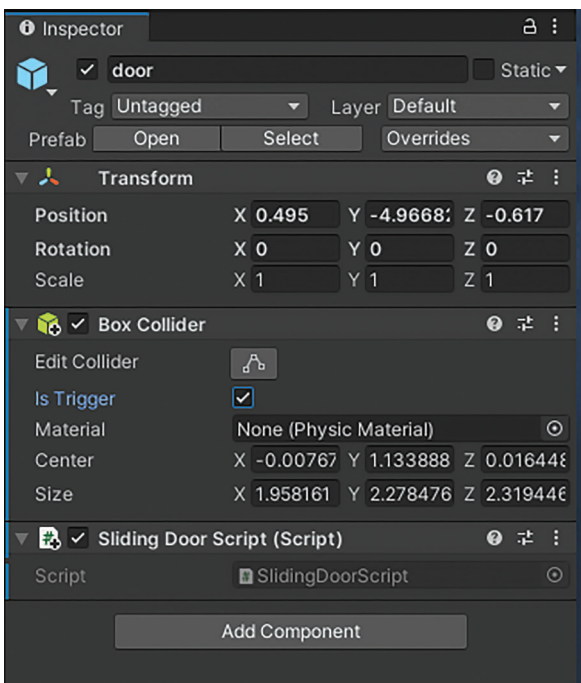 Inspector
door Static
Tag Untagged Layer Default
Prefab Open Select Overrides
Transform
Position X 0.495 Y -4.96682 Z -0.617
Rotation X 0 Y 0 Z 0
Scale X 1 Y 1 Z 1
Box Collider
Edit Collider
Is Trigger
Material None (Physic Material)
Center X -0.00767 Y 1.133888 Z 0.016448
Size X 1.958161 Y 2.278476 Z 2.319446
# Sliding Door Script (Script)
Script # SlidingDoorScript
Add Component